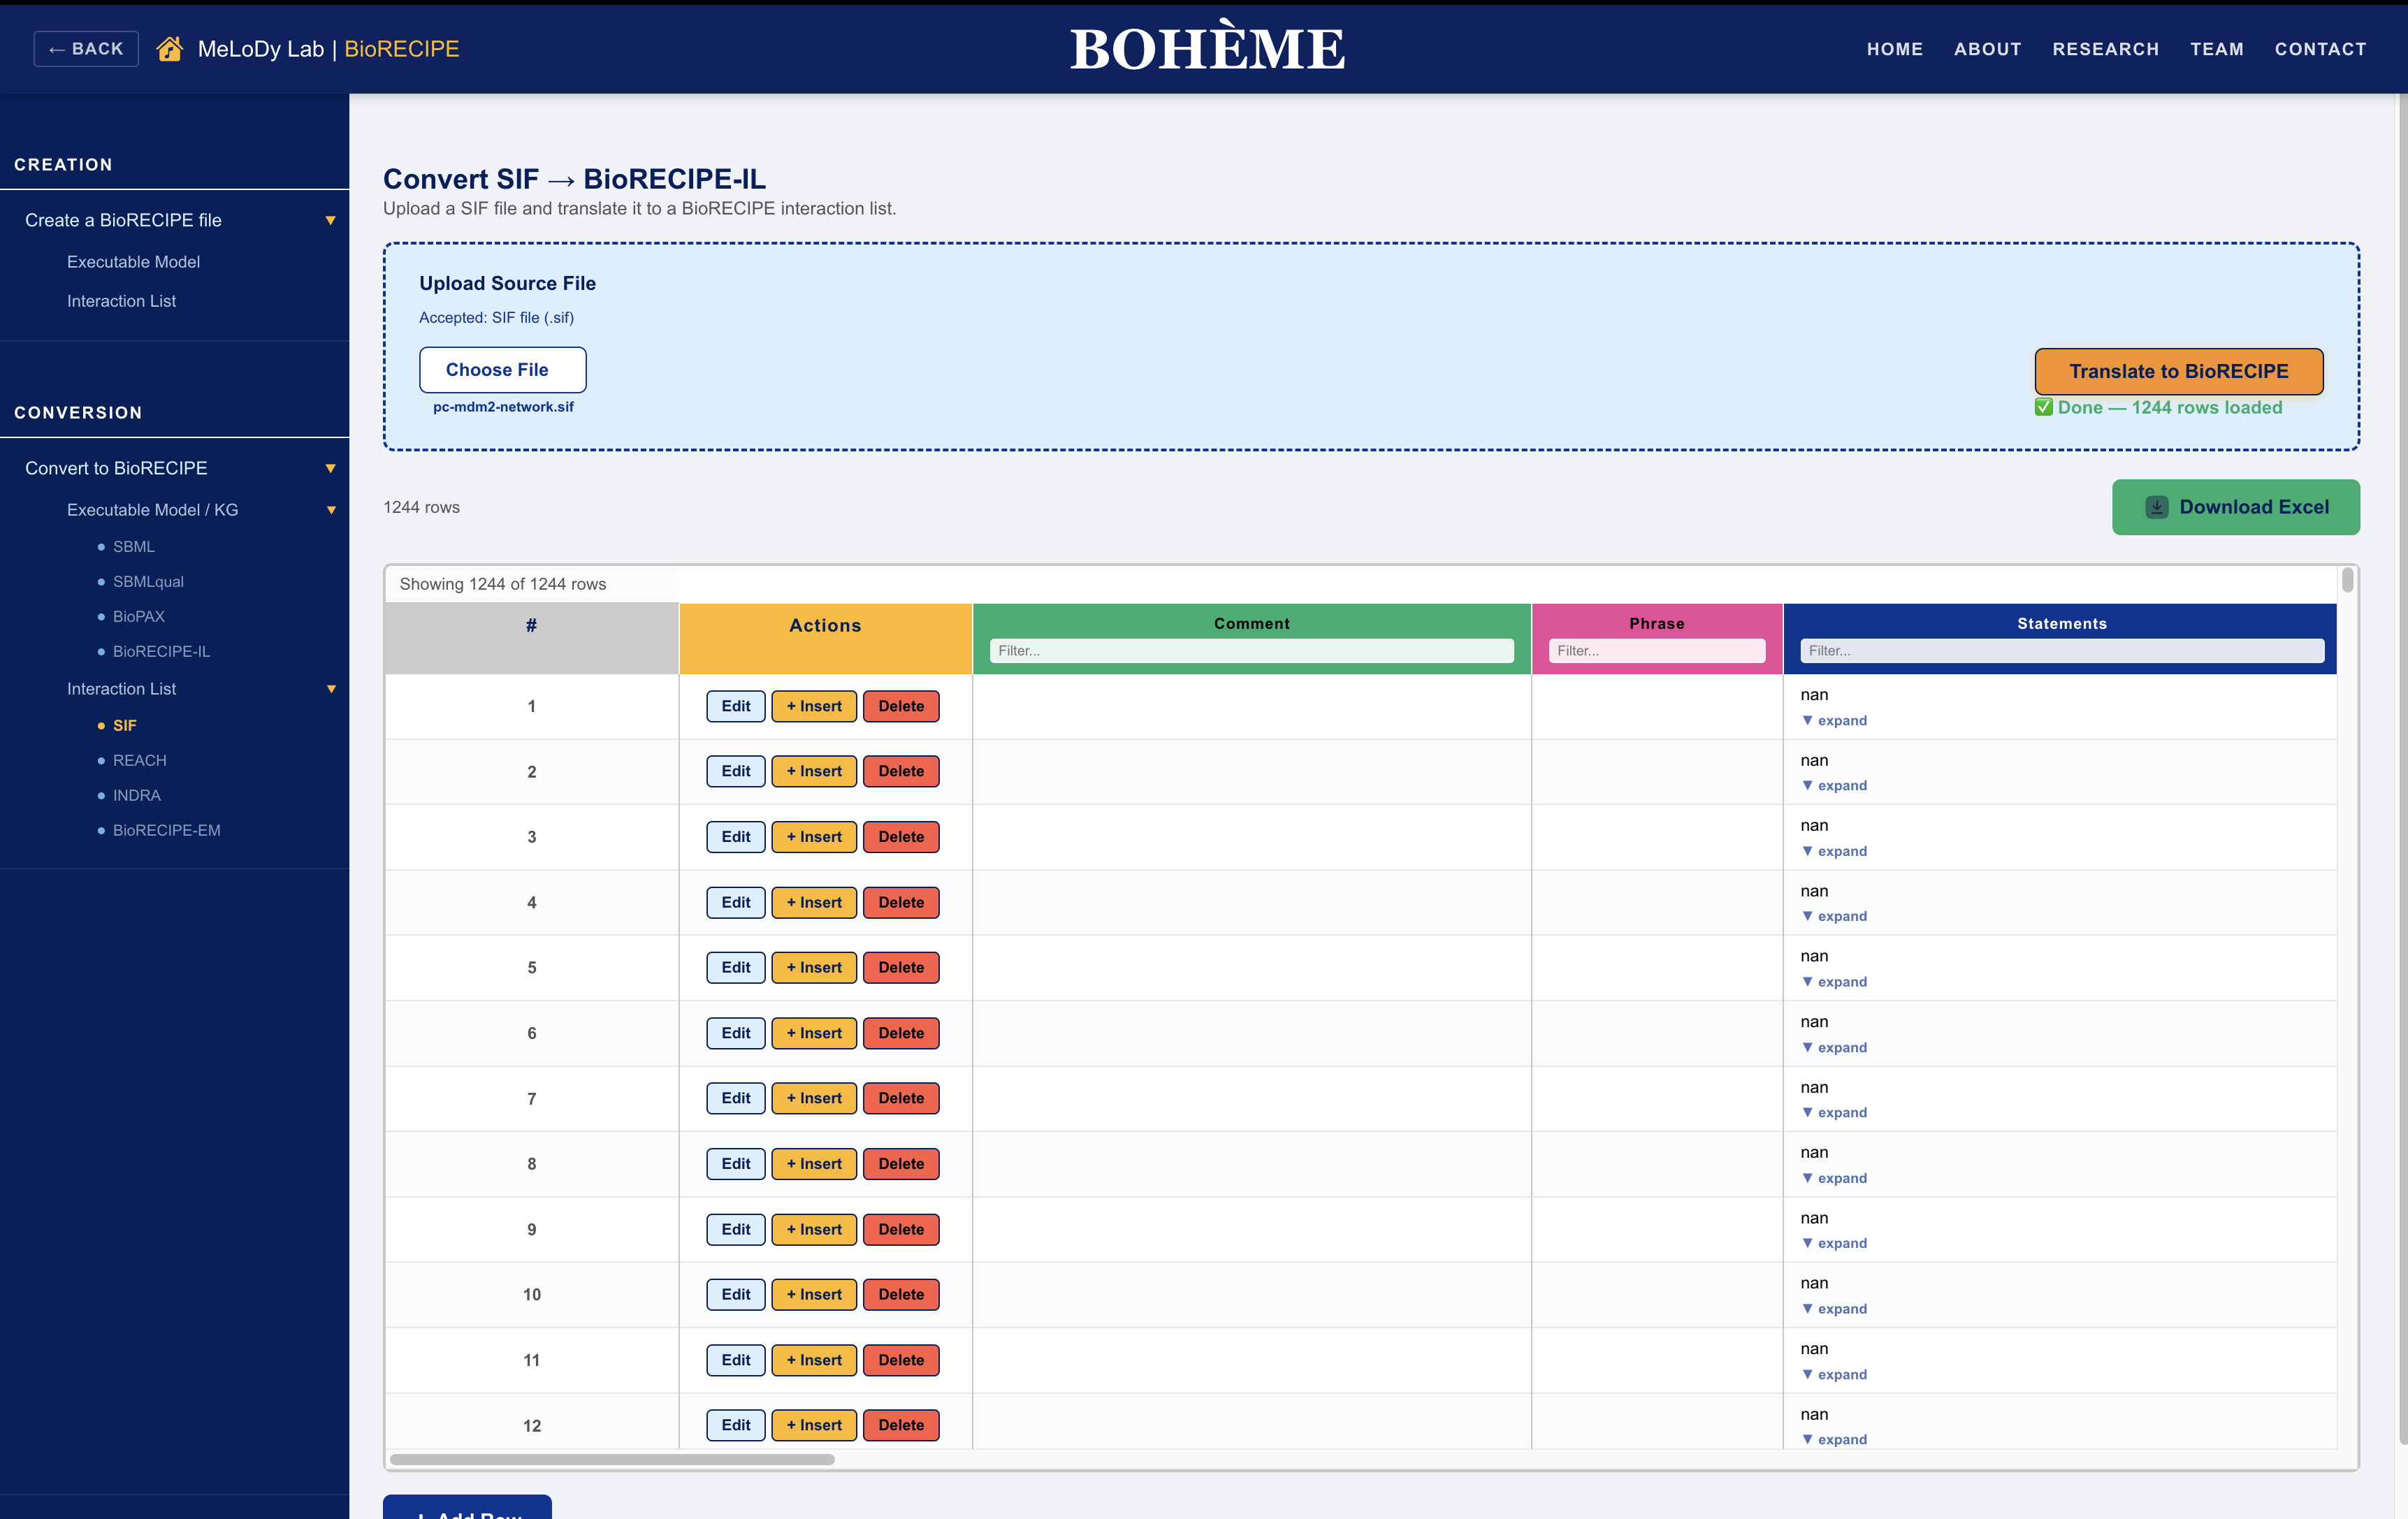 ← BACK
MeLoDy Lab | BioRECIPE
BOHÈME
HOME ABOUT RESEARCH TEAM CONTACT
CREATION
Create a BioRECIPE file ▼
Executable Model
Interaction List
CONVERSION
Convert to BioRECIPE ▼
Executable Model / KG ▼
SBML
SBMLqual
BioPAX
BioRECIPE-IL
Interaction List ▼
SIF
REACH
INDRA
BioRECIPE-EM
Convert SIF → BioRECIPE-IL
Upload a SIF file and translate it to a BioRECIPE interaction list.
Upload Source File
Accepted: SIF file (.sif)
Choose File
pc-mdm2-network.sif
Translate to BioRECIPE
✅ Done — 1244 rows loaded
1244 rows
Download Excel
Showing 1244 of 1244 rows
# Actions Comment Phrase Statements
Filter... Filter... Filter...
1 Edit + Insert Delete nan
▼ expand
2 Edit + Insert Delete nan
▼ expand
3 Edit + Insert Delete nan
▼ expand
4 Edit + Insert Delete nan
▼ expand
5 Edit + Insert Delete nan
▼ expand
6 Edit + Insert Delete nan
▼ expand
7 Edit + Insert Delete nan
▼ expand
8 Edit + Insert Delete nan
▼ expand
9 Edit + Insert Delete nan
▼ expand
10 Edit + Insert Delete nan
▼ expand
11 Edit + Insert Delete nan
▼ expand
12 Edit + Insert Delete nan
▼ expand
+ Add Row